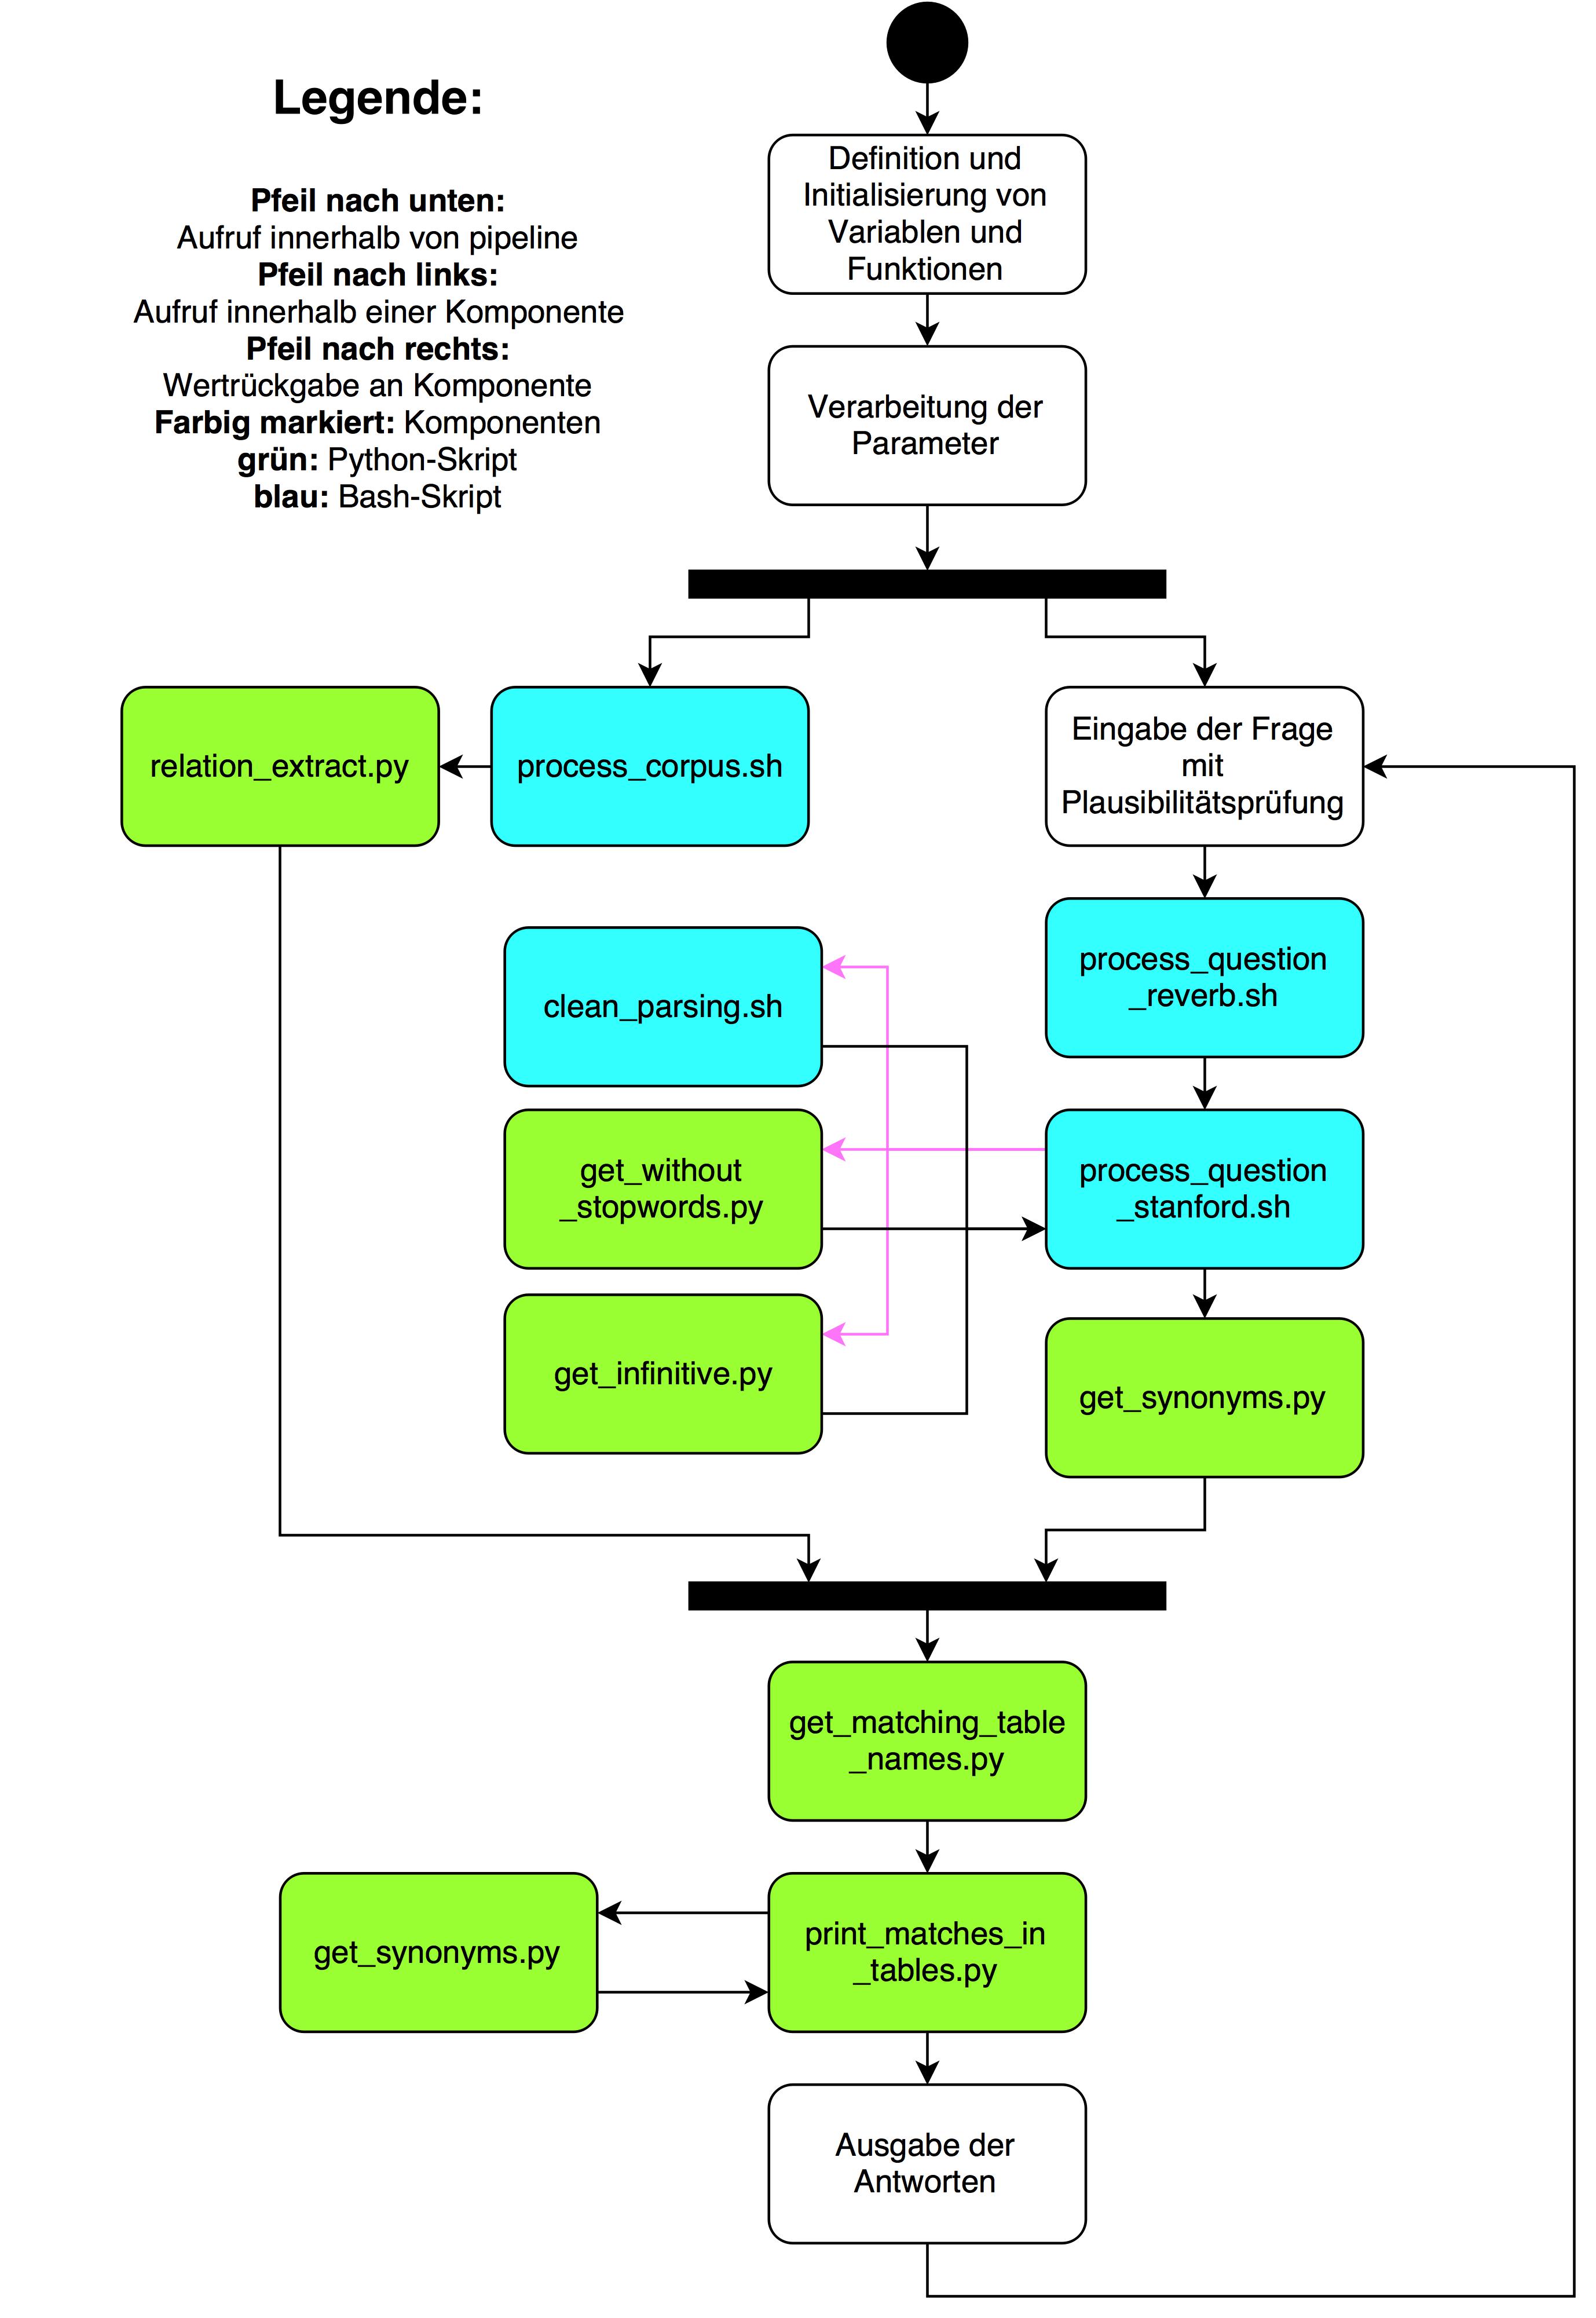 Legende:
Pfeil nach unten:
Aufruf innerhalb von pipeline
Pfeil nach links:
Aufruf innerhalb einer Komponente
Pfeil nach rechts:
Wertrückgabe an Komponente
Farbig markiert: Komponenten
grün: Python-Skript
blau: Bash-Skript
Definition und
Initialisierung von
Variablen und
Funktionen
Verarbeitung der
Parameter
relation_extract.py
process_corpus.sh
Eingabe der Frage
mit
Plausibilitätsprüfung
process_question
_reverb.sh
clean_parsing.sh
get_without
_stopwords.py
process_question
_stanford.sh
get_infinitive.py
get_synonyms.py
get_matching_table
_names.py
get_synonyms.py
print_matches_in
_tables.py
Ausgabe der
Antworten